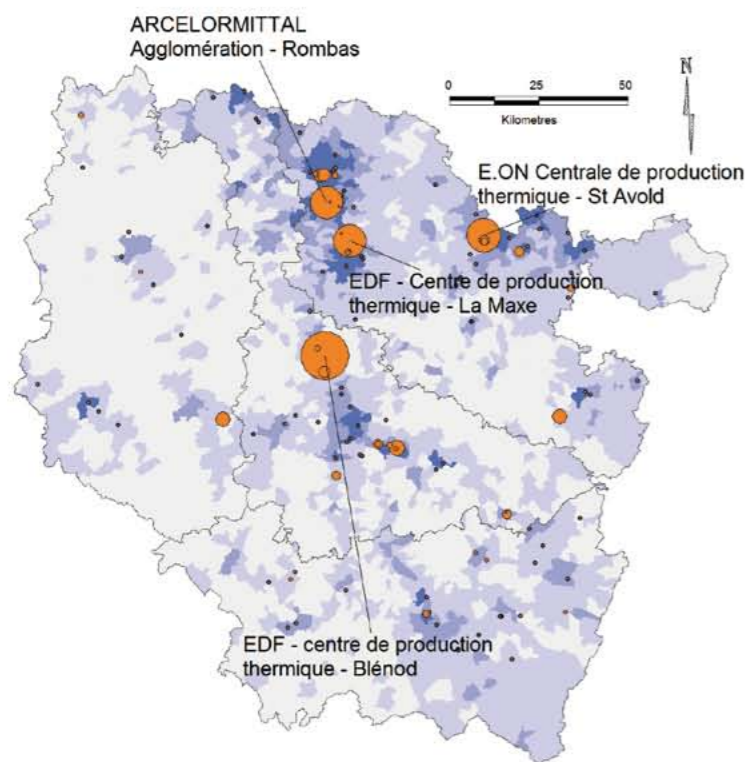 ARCELORMITTAL
Agglomération - Rombas
0 25 50
Kilometres
N
E.ON Centrale de production
thermique - St Avold
EDF - Centre de production
thermique - La Maxe
EDF - centre de production
thermique - Blénod